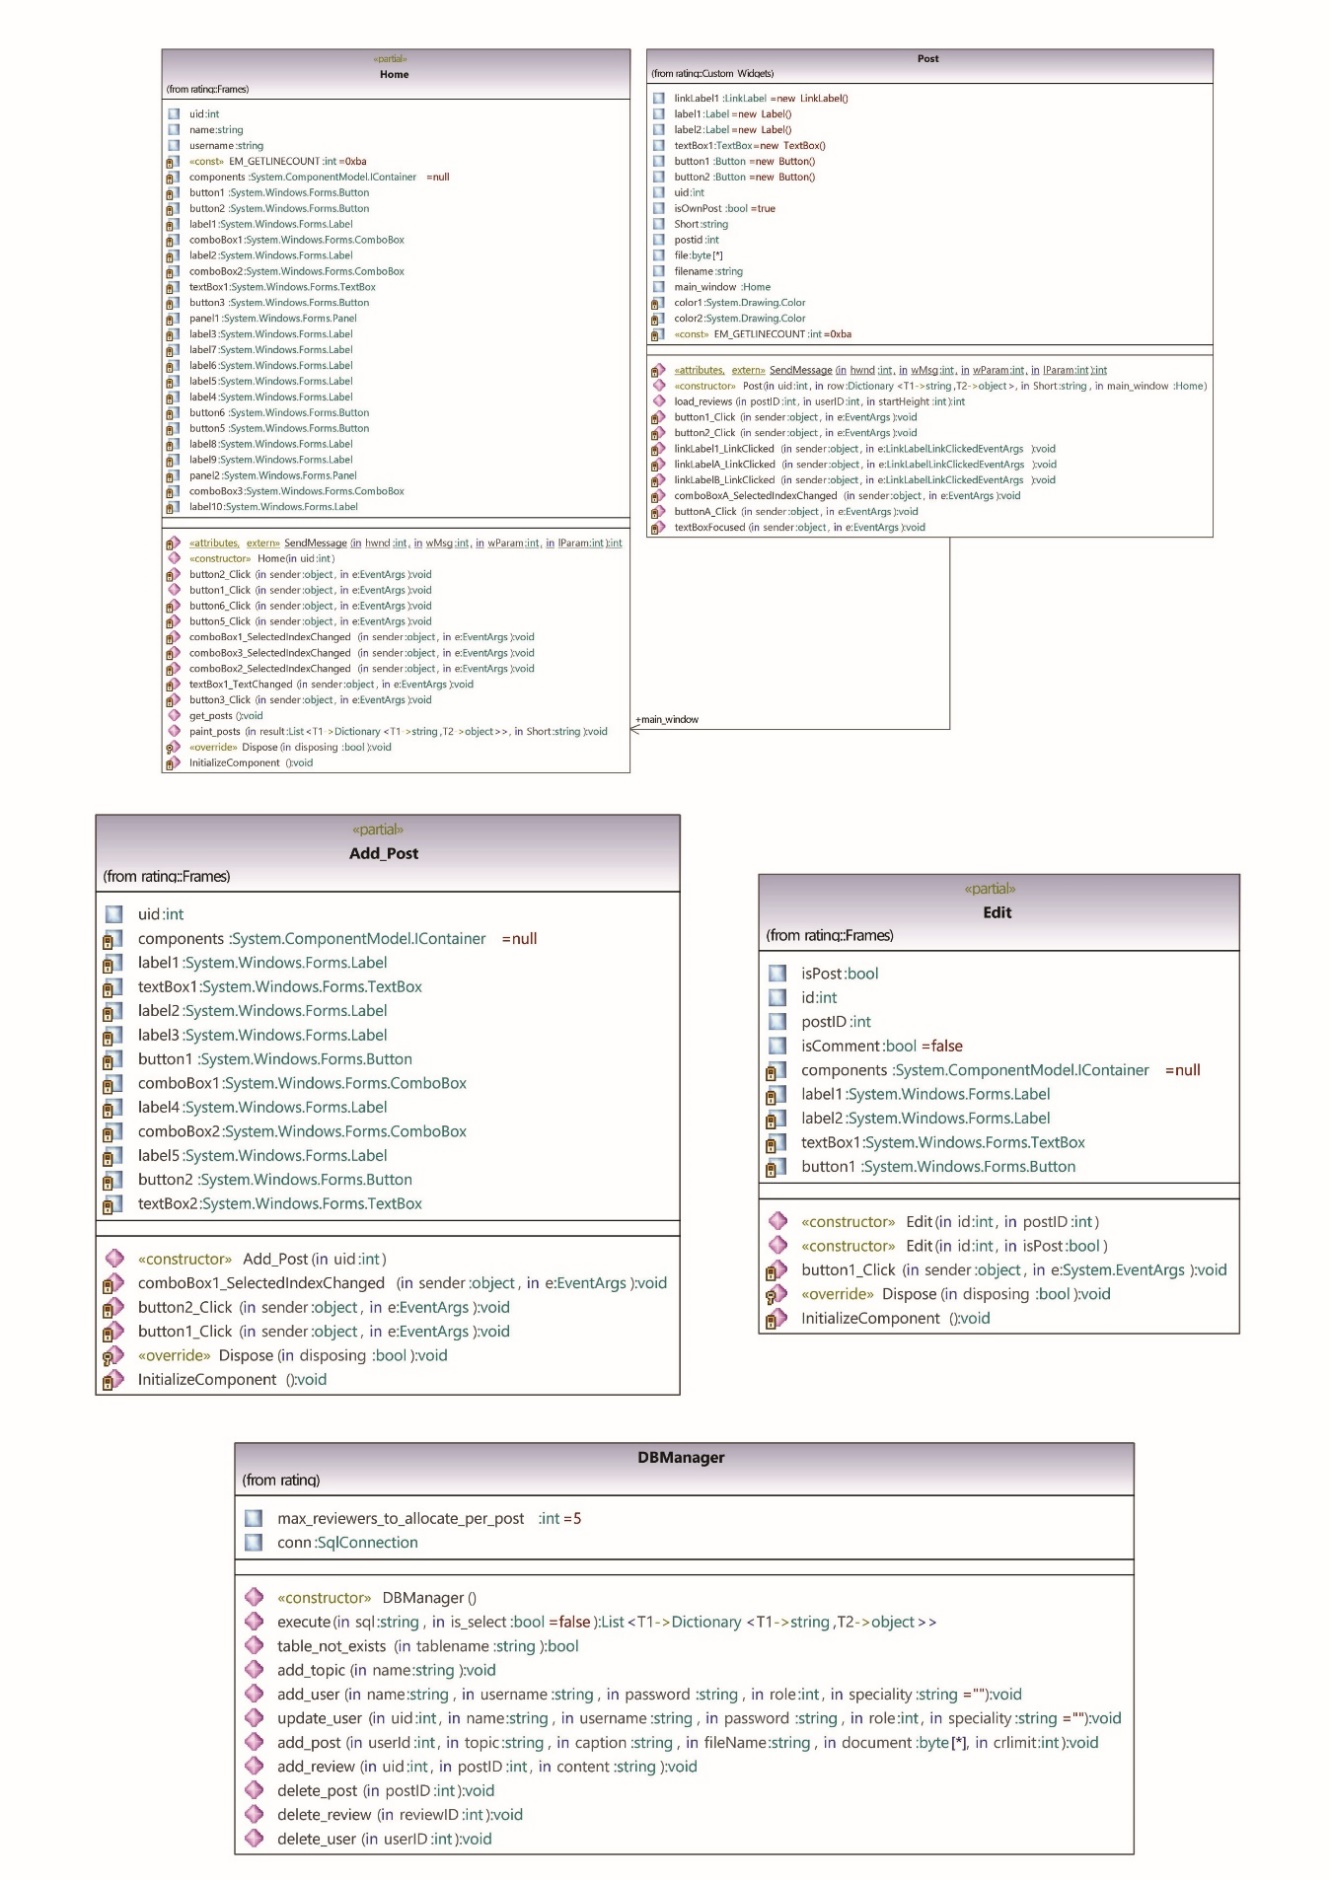 «partial»
Home
(from rating::Frames)
uid:int
name:string
username:string
«const» EM_GETLINECOUNT :int =0xba
components :System.ComponentModel.IContainer =null
button1 :System.Windows.Forms.Button
button2 :System.Windows.Forms.Button
label1:System.Windows.Forms.Label
comboBox1:System.Windows.Forms.ComboBox
label2:System.Windows.Forms.Label
comboBox2:System.Windows.Forms.ComboBox
textBox1:System.Windows.Forms.TextBox
button3 :System.Windows.Forms.Button
panel1:System.Windows.Forms.Panel
label3:System.Windows.Forms.Label
label7:System.Windows.Forms.Label
label6:System.Windows.Forms.Label
label5:System.Windows.Forms.Label
label4:System.Windows.Forms.Label
button6 :System.Windows.Forms.Button
button5 :System.Windows.Forms.Button
label8:System.Windows.Forms.Label
label9:System.Windows.Forms.Label
panel2:System.Windows.Forms.Panel
comboBox3:System.Windows.Forms.ComboBox
label10:System.Windows.Forms.Label
«attributes, extern» SendMessage (in hwnd :int, in wMsg:int, in wParam:int, in lParam:int):int
«constructor» Home(in uid:int)
button2_Click (in sender:object, in e:EventArgs ):void
button1_Click (in sender:object, in e:EventArgs ):void
button6_Click (in sender:object, in e:EventArgs ):void
button5_Click (in sender:object, in e:EventArgs ):void
comboBox1_SelectedIndexChanged (in sender:object, in e:EventArgs ):void
comboBox3_SelectedIndexChanged (in sender:object, in e:EventArgs ):void
comboBox2_SelectedIndexChanged (in sender:object, in e:EventArgs ):void
textBox1_TextChanged (in sender:object, in e:EventArgs ):void
button3_Click (in sender:object, in e:EventArgs ):void
get_posts ():void
paint_posts (in result:List <T1->Dictionary <T1->string ,T2->object>>, in Short:string ):void
«override» Dispose (in disposing :bool ):void
InitializeComponent ():void
Post
(from rating::Custom Widgets)
linkLabel1 :LinkLabel =new LinkLabel()
label1:Label =new Label()
label2:Label =new Label()
textBox1:TextBox=new TextBox()
button1 :Button =new Button()
button2 :Button =new Button()
uid:int
isOwnPost :bool =true
Short:string
postid :int
file:byte [*]
filename:string
main_window :Home
color1:System.Drawing.Color
color2:System.Drawing.Color
«const» EM_GETLINECOUNT :int =0xba
«attributes, extern» SendMessage (in hwnd :int, in wMsg:int, in wParam:int, in lParam:int):int
«constructor» Post(in uid:int, in row:Dictionary <T1->string,T2->object>, in Short:string , in main_window :Home)
load_reviews (in postID:int, in userID:int, in startHeight :int):int
button1_Click (in sender:object, in e:EventArgs ):void
button2_Click (in sender:object, in e:EventArgs ):void
linkLabel1_LinkClicked (in sender:object, in e:LinkLabelLinkClickedEventArgs ):void
linkLabelA_LinkClicked (in sender:object, in e:LinkLabelLinkClickedEventArgs ):void
linkLabelB_LinkClicked (in sender:object, in e:LinkLabelLinkClickedEventArgs ):void
comboBoxA_SelectedIndexChanged (in sender:object, in e:EventArgs ):void
buttonA_Click (in sender:object, in e:EventArgs ):void
textBoxFocused (in sender:object, in e:EventArgs ):void
+main_window
«partial»
Add_Post
(from rating::Frames)
uid:int
components :System.ComponentModel.IContainer =null
label1:System.Windows.Forms.Label
textBox1:System.Windows.Forms.TextBox
label2:System.Windows.Forms.Label
label3:System.Windows.Forms.Label
button1 :System.Windows.Forms.Button
comboBox1:System.Windows.Forms.ComboBox
label4:System.Windows.Forms.Label
comboBox2:System.Windows.Forms.ComboBox
label5:System.Windows.Forms.Label
button2 :System.Windows.Forms.Button
textBox2:System.Windows.Forms.TextBox
«constructor» Add_Post(in uid:int)
comboBox1_SelectedIndexChanged (in sender:object, in e:EventArgs ):void
button2_Click (in sender:object, in e:EventArgs ):void
button1_Click (in sender:object, in e:EventArgs ):void
«override» Dispose (in disposing :bool ):void
InitializeComponent ():void
«partial»
Edit
(from rating::Frames)
isPost:bool
id:int
postID :int
isComment:bool =false
components :System.ComponentModel.IContainer =null
label1:System.Windows.Forms.Label
label2:System.Windows.Forms.Label
textBox1:System.Windows.Forms.TextBox
button1 :System.Windows.Forms.Button
«constructor» Edit(in id:int, in postID :int)
«constructor» Edit(in id:int, in isPost:bool)
button1_Click (in sender:object, in e:System.EventArgs ):void
«override» Dispose (in disposing :bool ):void
InitializeComponent ():void
DBManager
(from rating)
max_reviewers_to_allocate_per_post :int =5
conn:SqlConnection
«constructor» DBManager ()
execute(in sql:string , in is_select :bool =false ):List <T1->Dictionary <T1->string ,T2->object>>
table_not_exists (in tablename :string ):bool
add_topic (in name:string ):void
add_user (in name:string , in username :string , in password :string , in role:int, in speciality :string =""):void
update_user (in uid:int, in name:string , in username :string , in password :string , in role:int, in speciality :string =""):void
add_post (in userId :int, in topic:string , in caption :string , in fileName:string , in document :byte [*], in crlimit:int):void
add_review (in uid:int, in postID :int, in content :string ):void
delete_post (in postID :int):void
delete_review (in reviewID :int):void
delete_user (in userID :int):void